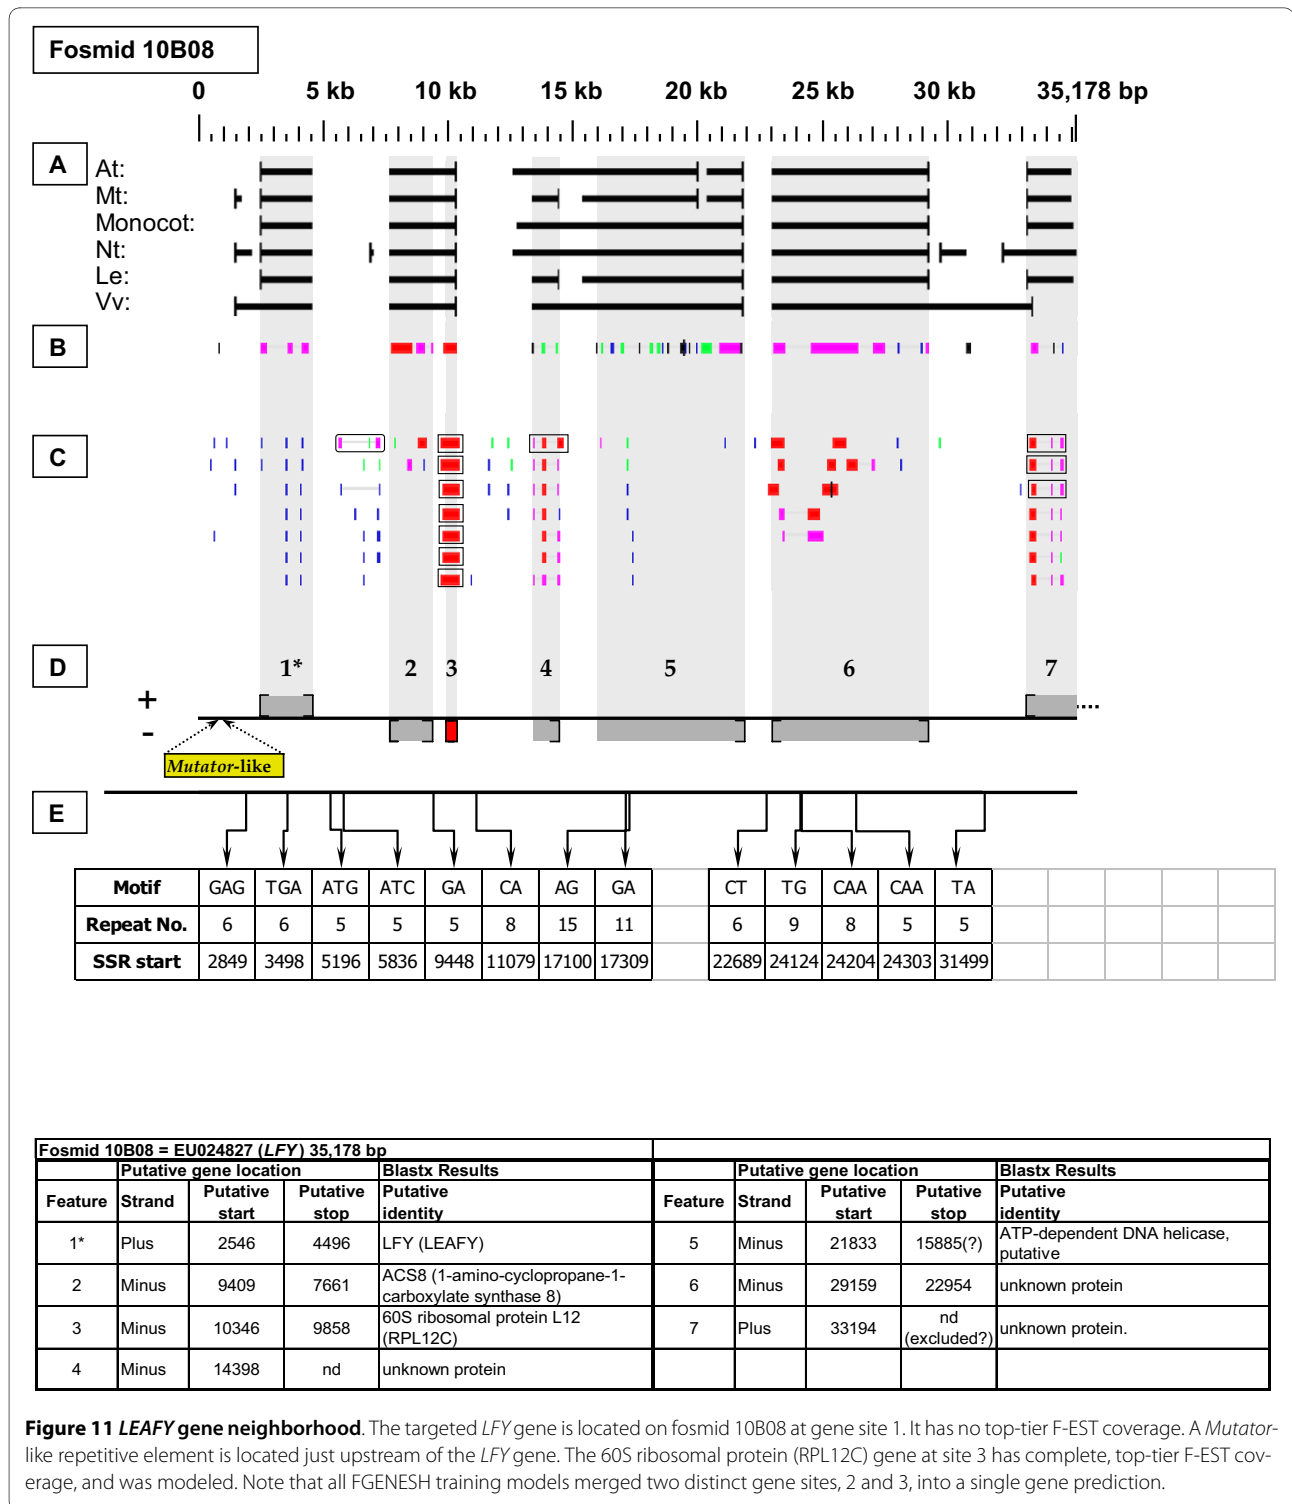 Fosmid 10B08
0 5 kb 10 kb 15 kb 20 kb 25 kb 30 kb 35,178 bp
A
At:
Mt:
Monocot:
Nt:
Le:
Vv:
B
C
D
1* 2 3 4 5 6 7
+
-
Mutator-like
E
Motif GAG TGA ATG ATC GA CA AG GA CT TG CAA CAA TA
Repeat No. 6 6 5 5 5 8 15 11 6 9 8 5 5
SSR start 2849 3498 5196 5836 9448 11079 17100 17309 22689 24124 24204 24303 31499
Fosmid 10B08 = EU024827 (LFY) 35,178 bp
Putative gene location Blastx Results Putative gene location Blastx Results
Feature Strand Putative start Putative stop Putative identity Feature Strand Putative start Putative stop Putative identity
1* Plus 2546 4496 LFY (LEAFY) 5 Minus 21833 15885(?) ATP-dependent DNA helicase, putative
2 Minus 9409 7661 ACS8 (1-amino-cyclopropane-1-carboxylate synthase 8) 6 Minus 29159 22954 unknown protein
3 Minus 10346 9858 60S ribosomal protein L12 (RPL12C) 7 Plus 33194 nd (excluded?) unknown protein.
4 Minus 14398 nd unknown protein
Figure 11 LEAFY gene neighborhood. The targeted LFY gene is located on fosmid 10B08 at gene site 1. It has no top-tier F-EST coverage. A Mutator-
like repetitive element is located just upstream of the LFY gene. The 60S ribosomal protein (RPL12C) gene at site 3 has complete, top-tier F-EST cov-
erage, and was modeled. Note that all FGENESH training models merged two distinct gene sites, 2 and 3, into a single gene prediction.